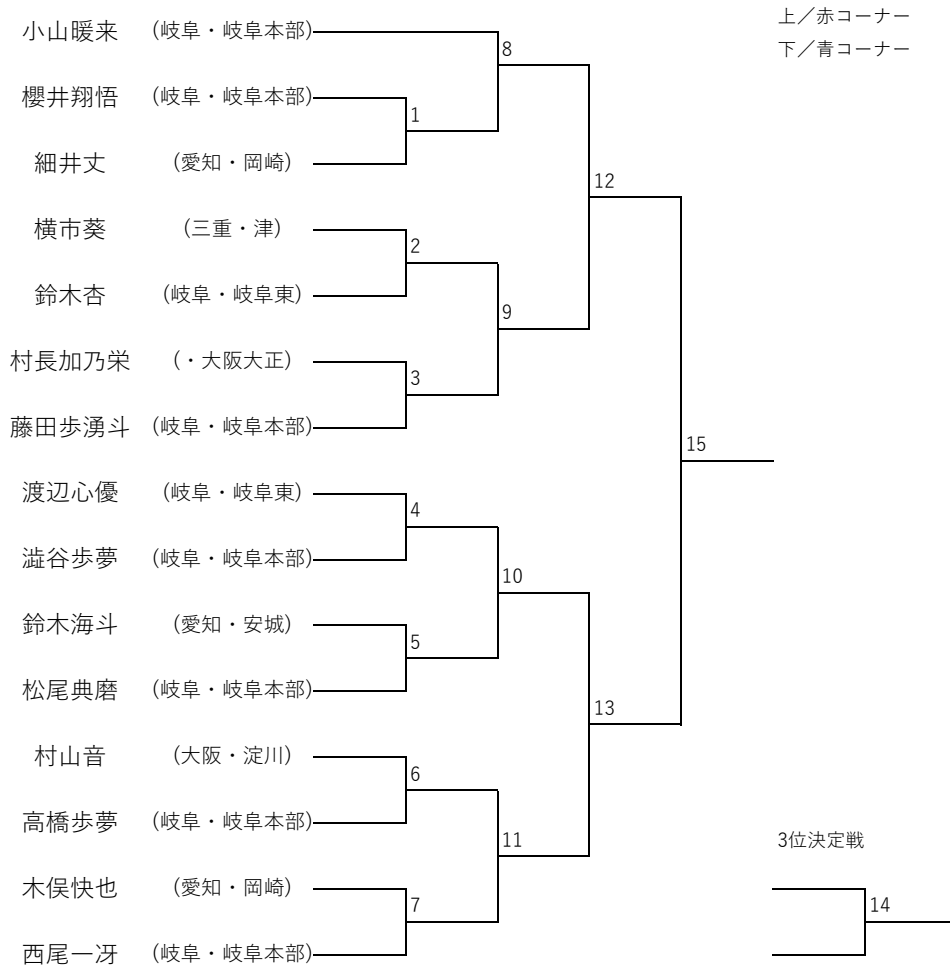 上／赤コーナー
下／青コーナー
小山暖来 (岐阜・岐阜本部)
8
櫻井翔悟 (岐阜・岐阜本部)
1
細井丈 (愛知・岡崎)
12
横市葵 (三重・津)
2
鈴木杏 (岐阜・岐阜東)
9
村長加乃栄 (・大阪大正)
3
藤田歩湧斗 (岐阜・岐阜本部)
15
渡辺心優 (岐阜・岐阜東)
4
澁谷歩夢 (岐阜・岐阜本部)
10
鈴木海斗 (愛知・安城)
5
松尾典磨 (岐阜・岐阜本部)
13
村山音 (大阪・淀川)
6
高橋歩夢 (岐阜・岐阜本部)
11
3位決定戦
木俣快也 (愛知・岡崎)
7
14
西尾一冴 (岐阜・岐阜本部)